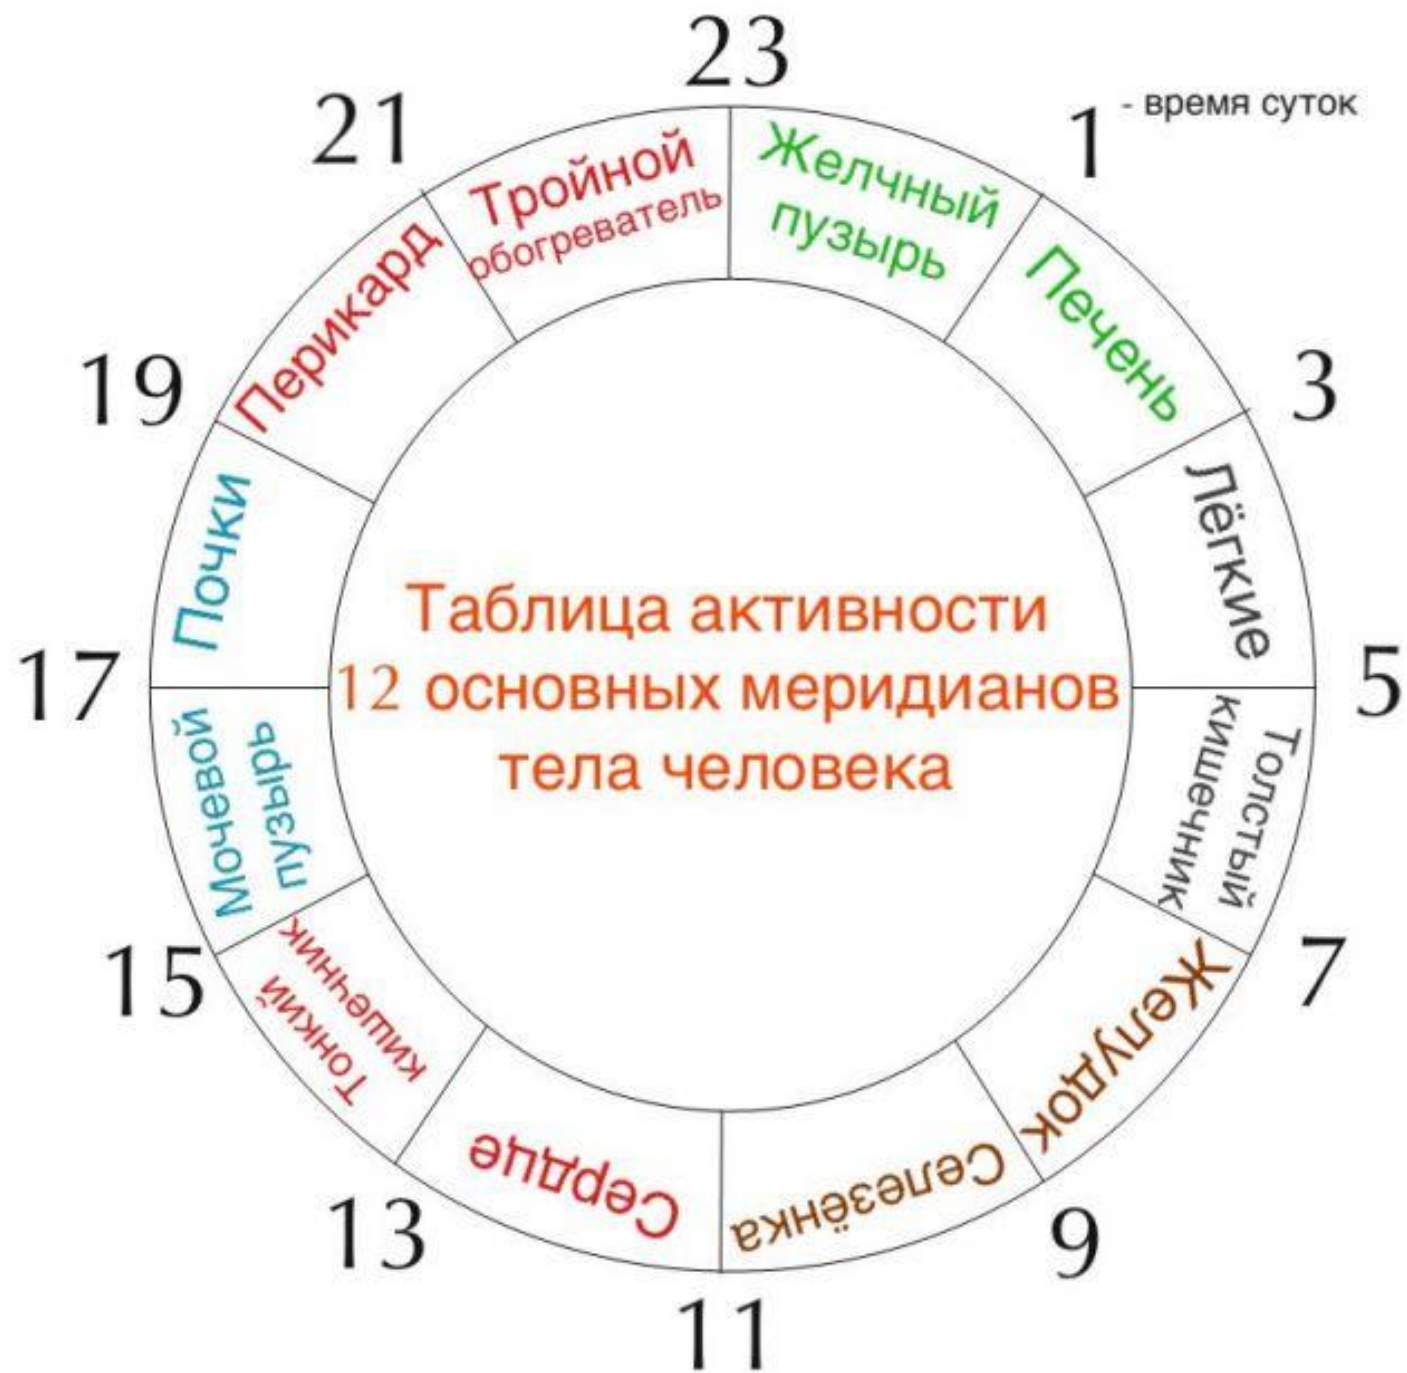 23
1 - время суток
3
5
7
9
11
13
15
17
19
21
Желчный
пузырь
Печень
Лёгкие
Толстый
кишечник
Желудок
Селезёнка
Сердце
Тонкий
кишечник
Мочевой
пузырь
Почки
Перикард
Тройной
обогреватель
Таблица активности
12 основных меридианов
тела человека